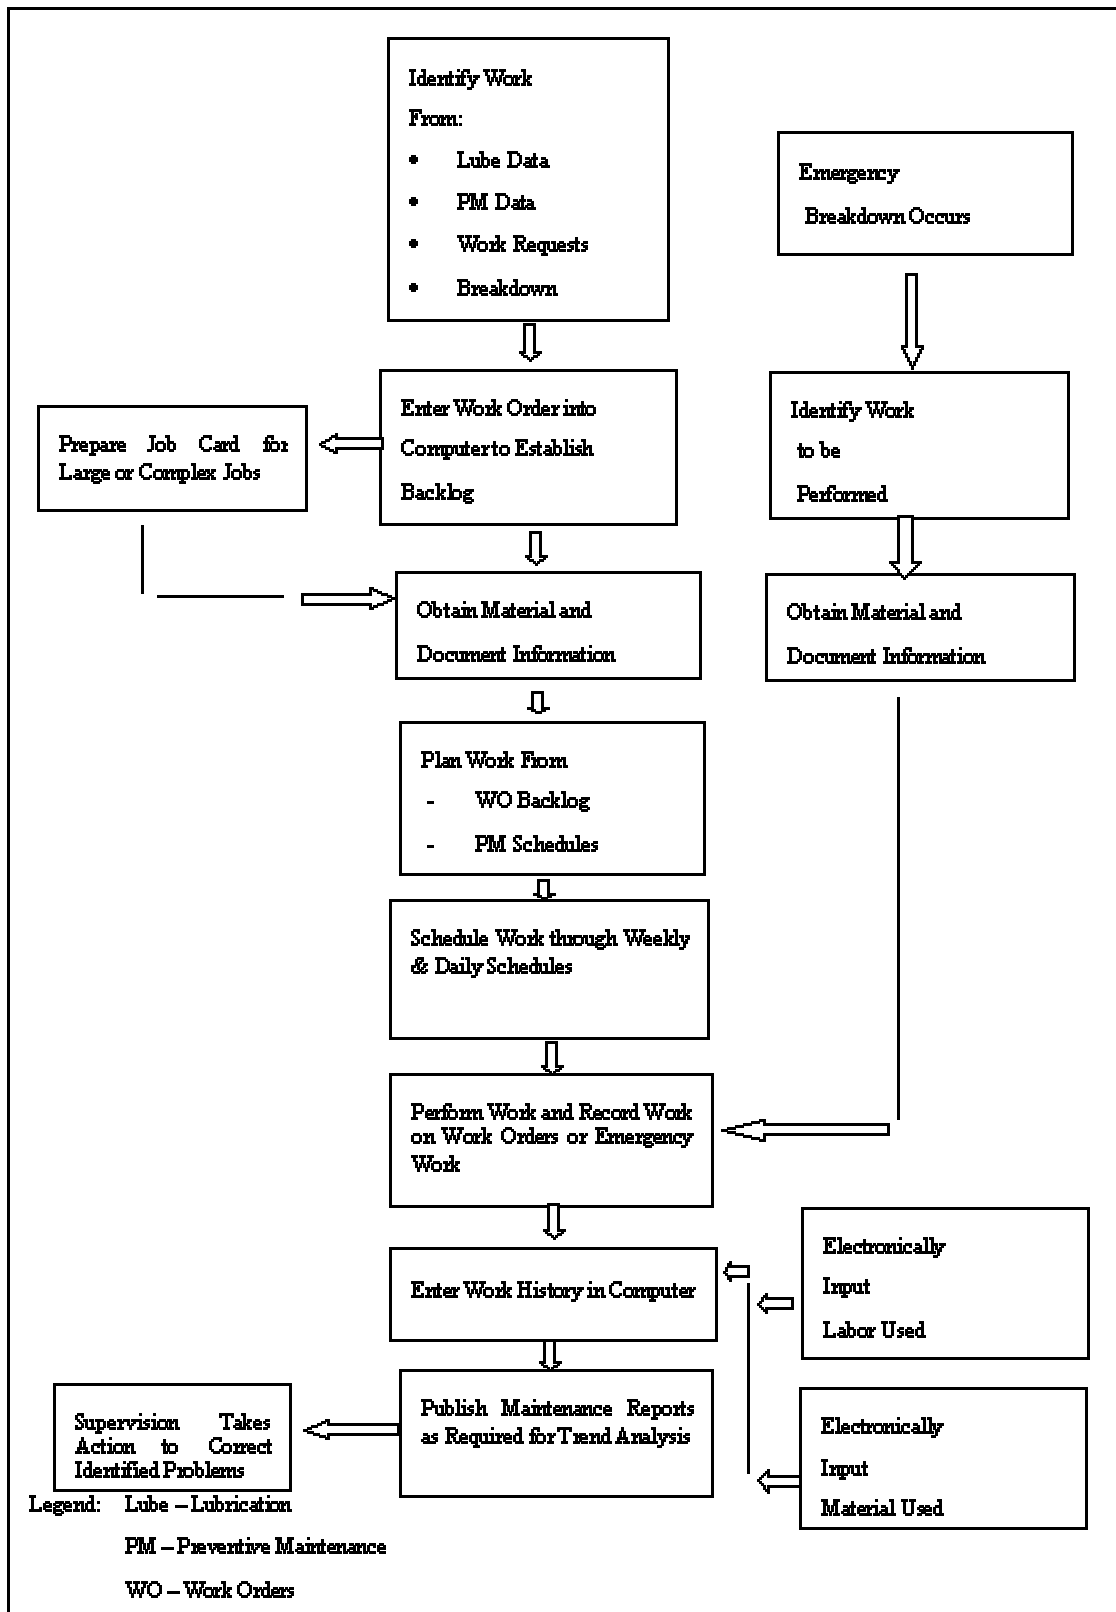 Identify Work
From:
• Lube Data
• PM Data
• Work Requests
• Breakdown
Emergency
Breakdown Occurs
Enter Work Order into
Computer to Establish
Backlog
Prepare Job Card for
Large or Complex Jobs
Identify Work
to be
Performed
Obtain Material and
Document Information
Obtain Material and
Document Information
Plan Work From
- WO Backlog
- PM Schedules
Schedule Work through Weekly
& Daily Schedules
Perform Work and Record Work
on Work Orders or Emergency
Work
Enter Work History in Computer
Electronically
Input
Labor Used
Publish Maintenance Reports
as Required for Trend Analysis
Supervision Takes
Action to Correct
Identified Problems
Electronically
Input
Material Used
Legend: Lube – Lubrication
PM – Preventive Maintenance
WO – Work Orders